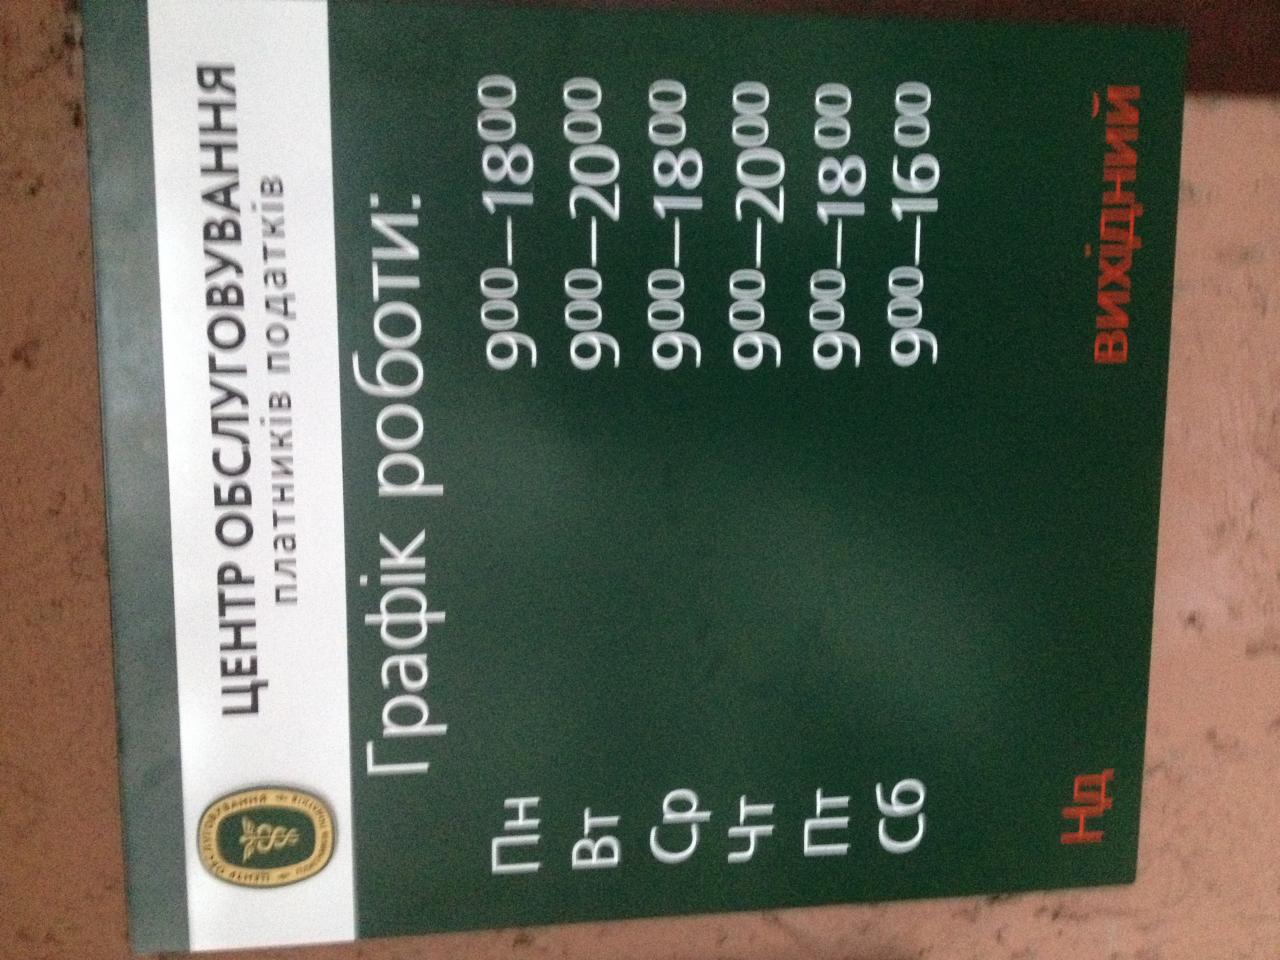 ЦЕНТР ОБСЛУГОВУВАННЯ
платників податків
Графік роботи:
Пн 9⁰⁰–18⁰⁰
Вт 9⁰⁰–20⁰⁰
Ср 9⁰⁰–18⁰⁰
Чт 9⁰⁰–20⁰⁰
Пт 9⁰⁰–18⁰⁰
Сб 9⁰⁰–16⁰⁰
Нд вихідний